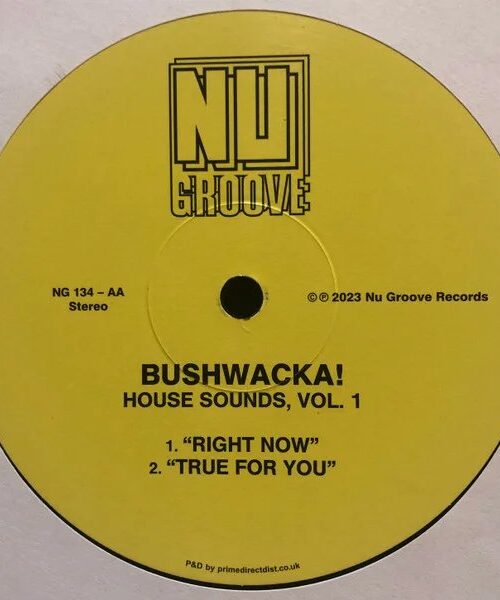 NU
GROOVE
NG 134 – AA
Stereo
©℗ 2023 Nu Groove Records
BUSHWACKA!
HOUSE SOUNDS, VOL. 1
1. “RIGHT NOW”
2. “TRUE FOR YOU”
P&D by primedirectdist.co.uk